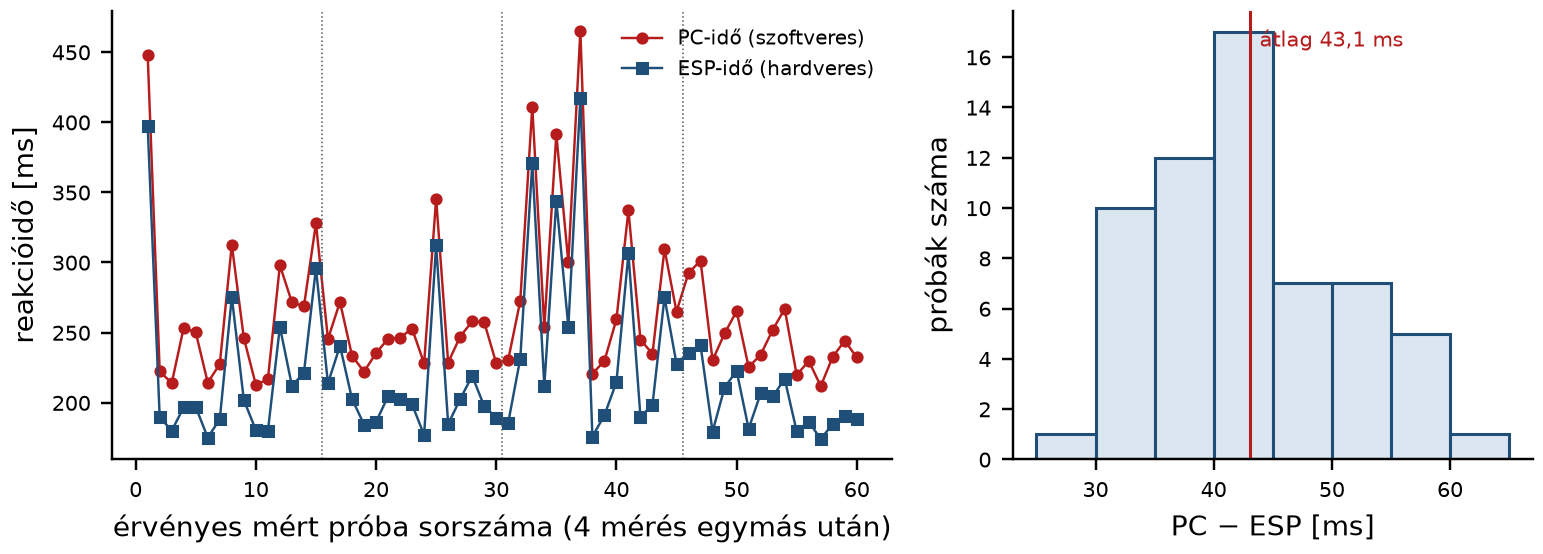 reakcióidő [ms]
450
400
350
300
250
200
0 10 20 30 40 50 60
érvényes mért próba sorszáma (4 mérés egymás után)
PC-idő (szoftveres)
ESP-idő (hardveres)
próbák száma
16
14
12
10
8
6
4
2
0
30 40 50 60
PC − ESP [ms]
átlag 43,1 ms